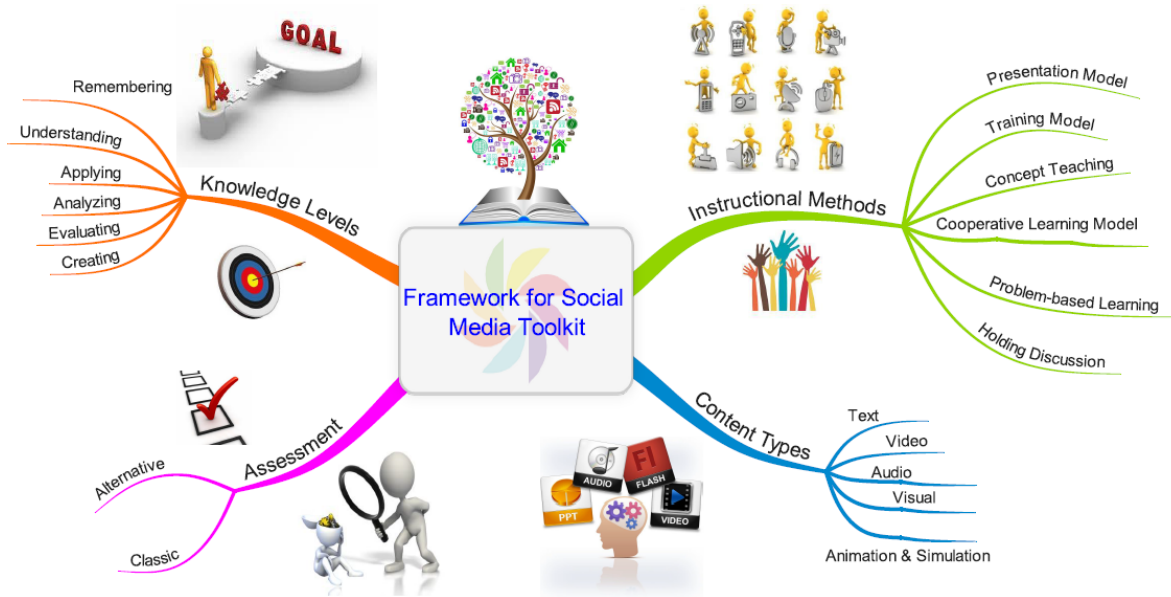 GOAL
Remembering
Understanding
Applying
Analyzing
Evaluating
Creating
Knowledge Levels
Framework for Social
Media Toolkit
Instructional Methods
Presentation Model
Training Model
Concept Teaching
Cooperative Learning Model
Problem-based Learning
Holding Discussion
Assessment
Alternative
Classic
Content Types
Text
Video
Audio
Visual
Animation & Simulation
PPT
AUDIO
Fl
FLASH
VIDEO